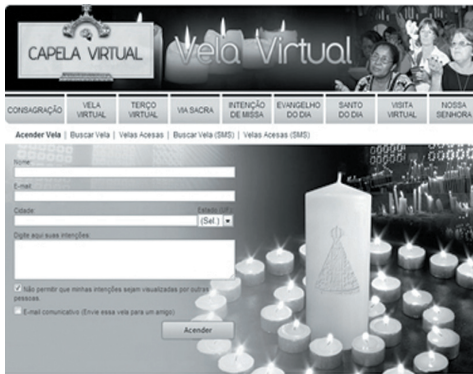 CAPELA VIRTUAL
Vela Virtual
CONSAGRAÇÃO
VELA VIRTUAL
TERÇO VIRTUAL
VIA SACRA
INTENÇÃO DE MISSA
EVANGELHO DO DIA
SANTO DO DIA
VISITA VIRTUAL
NOSSA SENHORA
Acender Vela | Buscar Vela | Velas Acesas | Buscar Vela (SMS) | Velas Acesas (SMS)
Nome:
E-mail:
Cidade: Estado (UF):
(Sel.)
Digite aqui suas intenções:
Não permitir que minhas intenções sejam visualizadas por outras
pessoas.
E-mail comunicativo (Envie essa vela para um amigo)
Acender